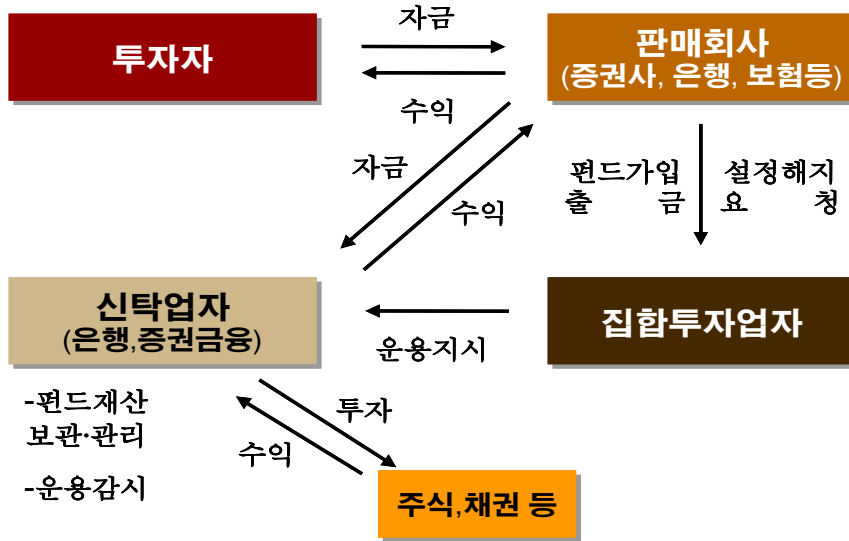 자금
투자자
판매회사
(증권사, 은행, 보험등)
수익
자금
수익
펀드가입
출 금
설정해지
요 청
신탁업자
(은행,증권금융)
집합투자업자
운용지시
-펀드재산
보관·관리
-운용감시
투자
수익
주식,채권 등